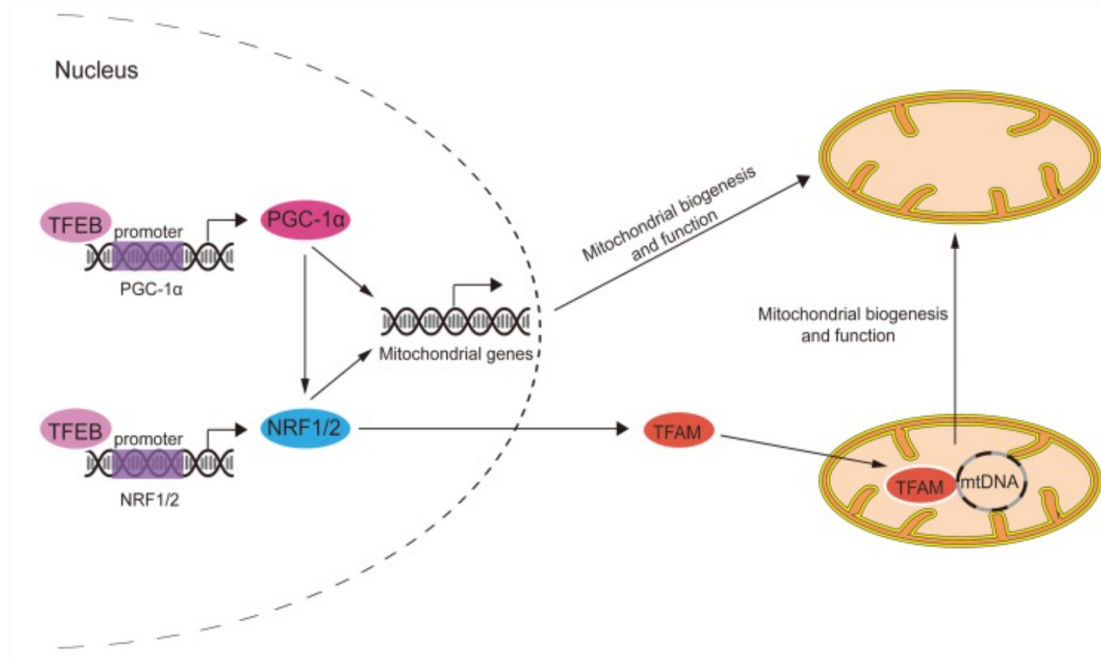 Nucleus
TFEB
promoter
PGC-1α
PGC-1α
Mitochondrial genes
Mitochondrial biogenesis
and function
TFEB
promoter
NRF1/2
NRF1/2
TFAM
TFAM
mtDNA
Mitochondrial biogenesis
and function